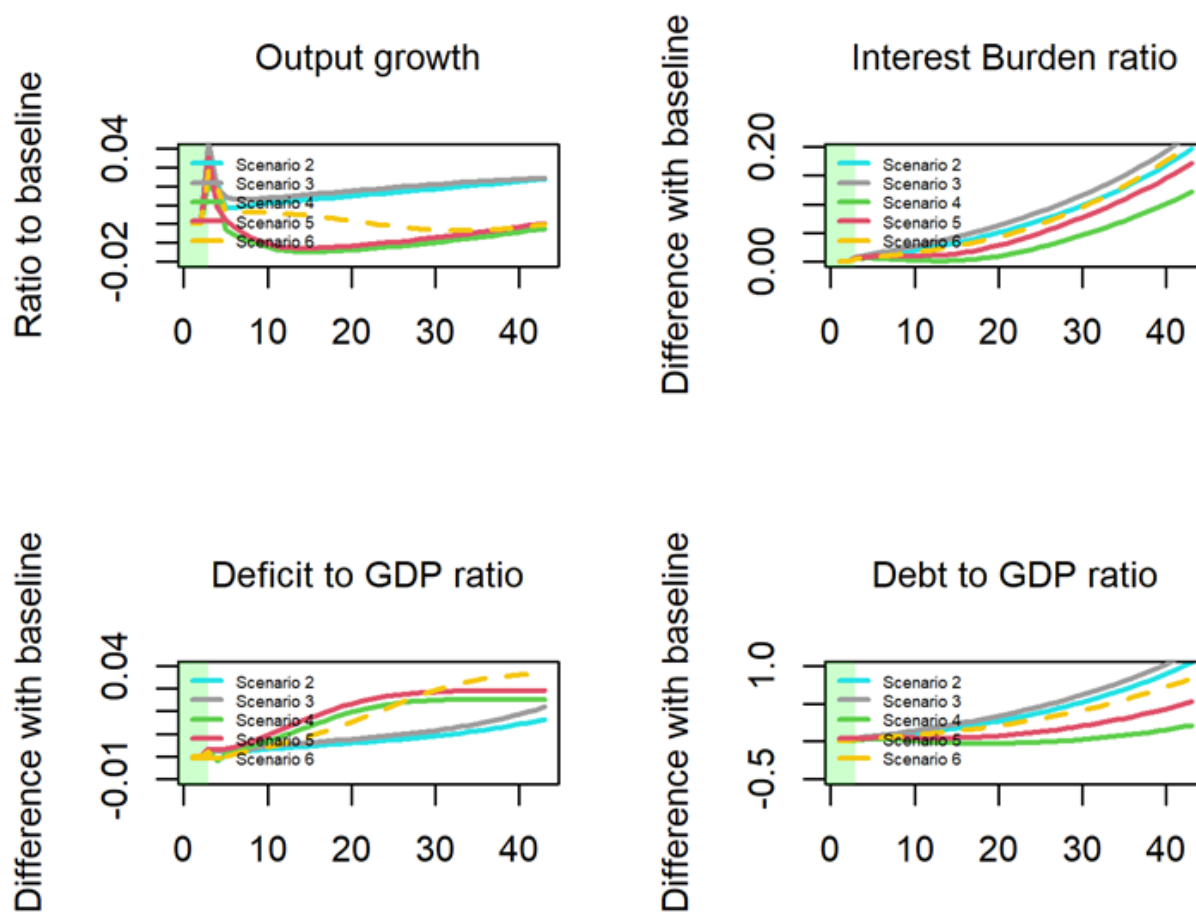 Output growth
Ratio to baseline
0.04
-0.02
Scenario 2
Scenario 3
Scenario 4
Scenario 5
Scenario 6
0 10 20 30 40
Interest Burden ratio
Difference with baseline
0.20
0.00
Scenario 2
Scenario 3
Scenario 4
Scenario 5
Scenario 6
0 10 20 30 40
Deficit to GDP ratio
Difference with baseline
0.04
-0.01
Scenario 2
Scenario 3
Scenario 4
Scenario 5
Scenario 6
0 10 20 30 40
Debt to GDP ratio
Difference with baseline
1.0
-0.5
Scenario 2
Scenario 3
Scenario 4
Scenario 5
Scenario 6
0 10 20 30 40